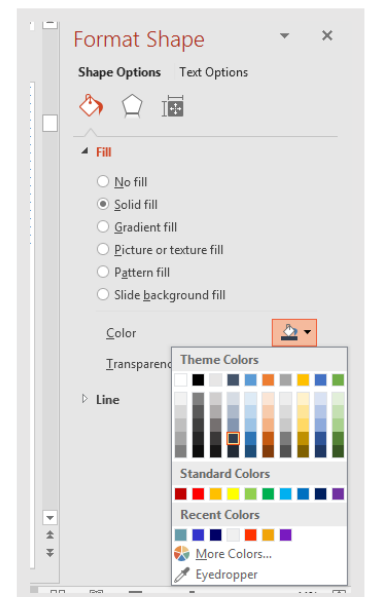 Format Shape
Shape Options Text Options
Fill
No fill
Solid fill
Gradient fill
Picture or texture fill
Pattern fill
Slide background fill
Color
Theme Colors
Transparenc
Line
Standard Colors
Recent Colors
More Colors...
Eyedropper